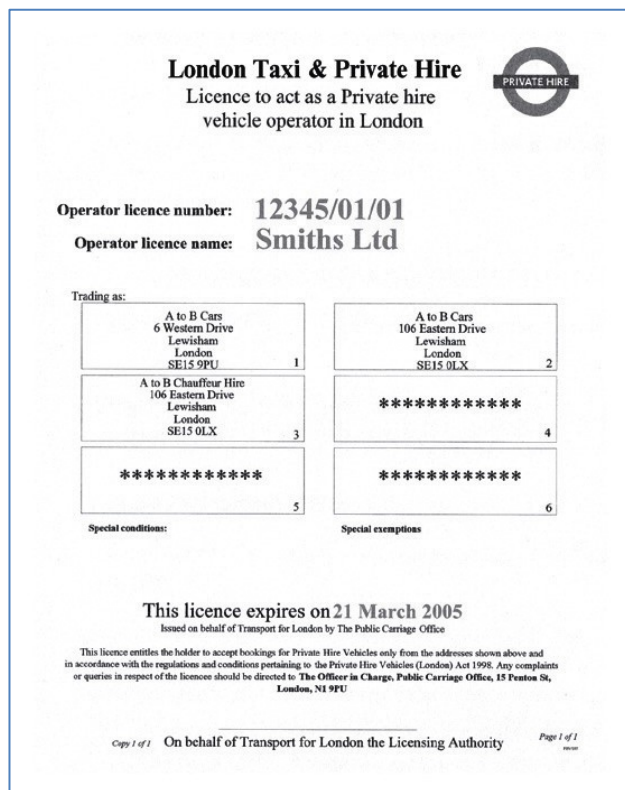 London Taxi & Private Hire
Licence to act as a Private hire
vehicle operator in London
PRIVATE HIRE
Operator licence number: 12345/01/01
Operator licence name: Smiths Ltd
Trading as:
A to B Cars
6 Western Drive
Lewisham
London
SE15 9PU
1
A to B Cars
106 Eastern Drive
Lewisham
London
SE15 0LX
2
A to B Chauffeur Hire
106 Eastern Drive
Lewisham
London
SE15 0LX
3
************
4
************
5
************
6
Special conditions:
Special exemptions
This licence expires on 21 March 2005
Issued on behalf of Transport for London by The Public Carriage Office
This licence entitles the holder to accept bookings for Private Hire Vehicles only from the addresses shown above and
in accordance with the regulations and conditions pertaining to the Private Hire Vehicles (London) Act 1998. Any complaints
or queries in respect of the licencee should be directed to The Officer in Charge, Public Carriage Office, 15 Penton St,
London, N1 9PU
Copy 1 of 1 On behalf of Transport for London the Licensing Authority Page 1 of 1